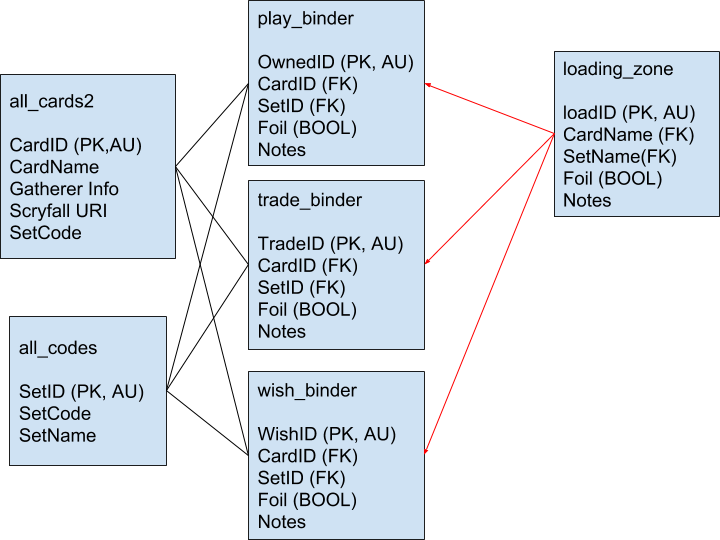 play_binder
OwnedID (PK, AU)
CardID (FK)
SetID (FK)
Foil (BOOL)
Notes
all_cards2
CardID (PK,AU)
CardName
Gatherer Info
Scryfall URI
SetCode
loading_zone
loadID (PK, AU)
CardName (FK)
SetName(FK)
Foil (BOOL)
Notes
trade_binder
TradeID (PK, AU)
CardID (FK)
SetID (FK)
Foil (BOOL)
Notes
all_codes
SetID (PK, AU)
SetCode
SetName
wish_binder
WishID (PK, AU)
CardID (FK)
SetID (FK)
Foil (BOOL)
Notes